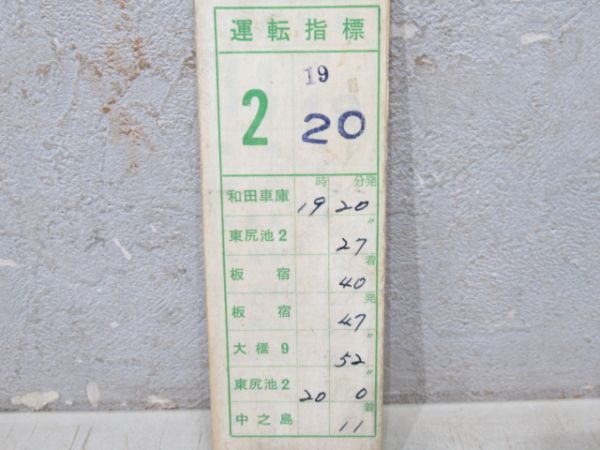 運転指標
19
2 20
時 分発
和田車庫 19 20
〃
東尻池2 27
着
板宿 40
発
板宿 47
〃
大橋9 52
〃
東尻池2 20 0
着
中之島 11